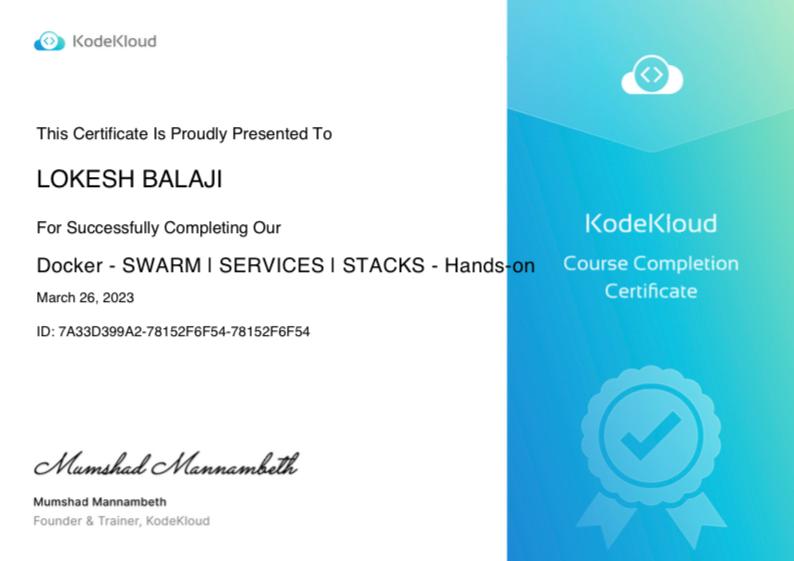 KodeKloud
This Certificate Is Proudly Presented To
LOKESH BALAJI
For Successfully Completing Our
Docker - SWARM | SERVICES | STACKS - Hands-on
March 26, 2023
ID: 7A33D399A2-78152F6F54-78152F6F54
Mumshad Mannambeth
Mumshad Mannambeth
Founder & Trainer, KodeKloud
KodeKloud
Course Completion
Certificate